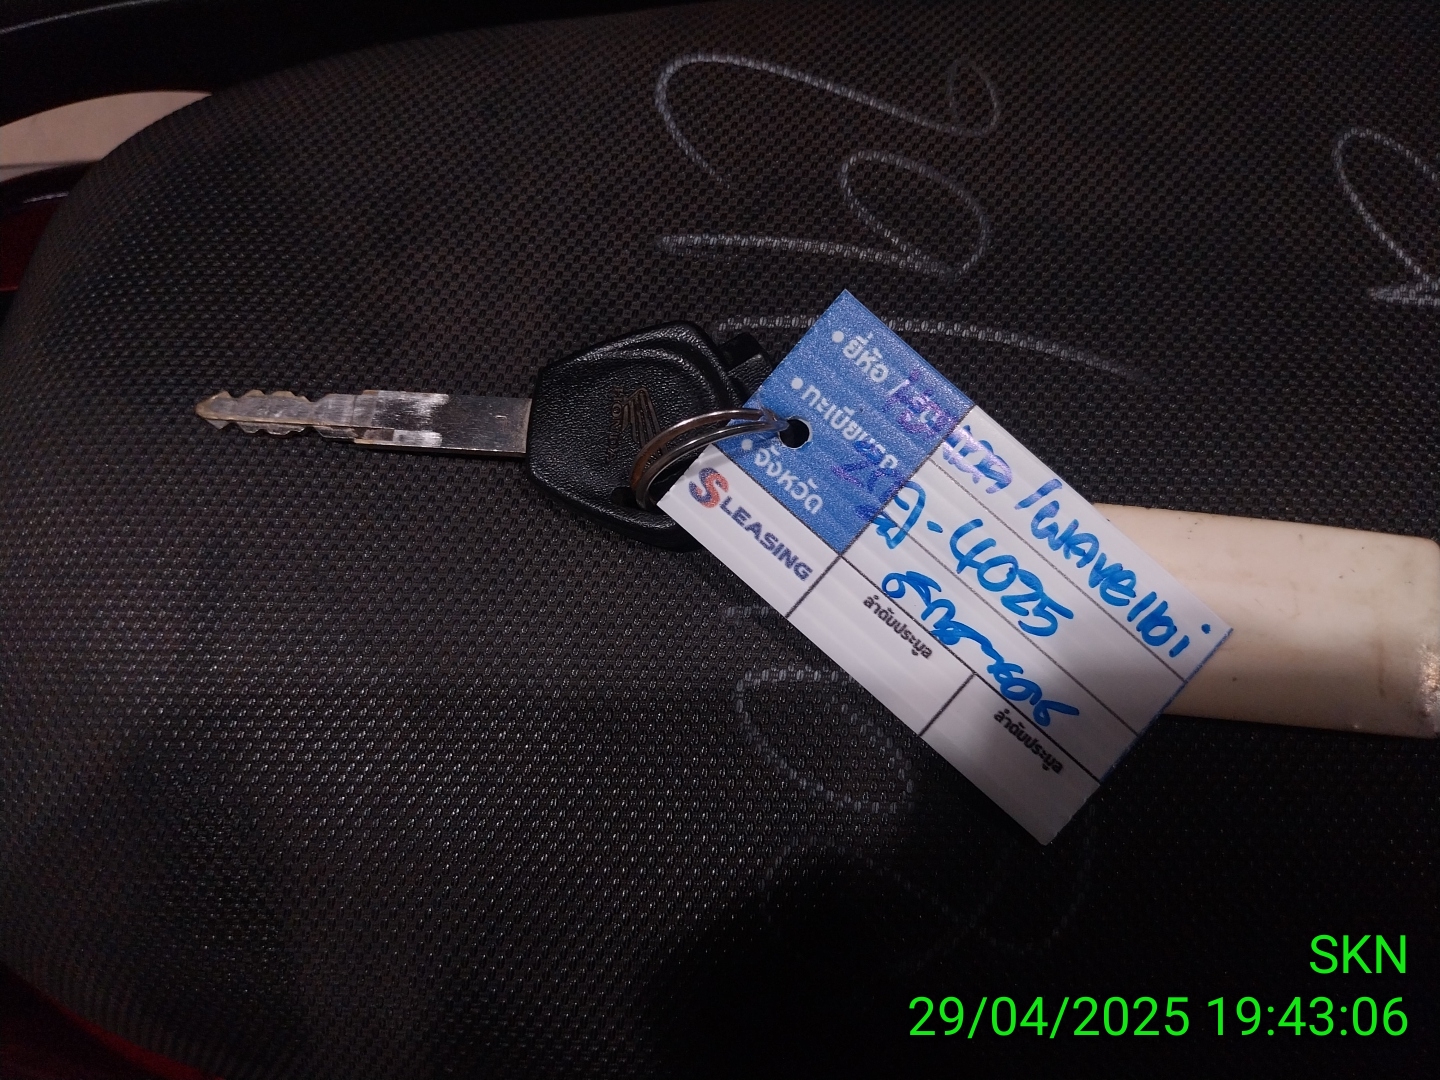 • ยี่ห้อ HONDA / WAVE110i
• ทะเบียนรถ -4025
• จังหวัด
S LEASING
ลำดับประมูล
ลำดับประมูล
SKN
29/04/2025 19:43:06